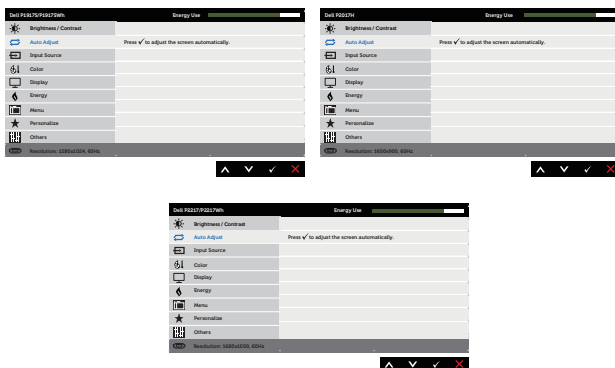 Dell P1917S/P1917SWh Energy Use
Brightness / Contrast
Auto Adjust Press ✓ to adjust the screen automatically.
Input Source
Color
Display
Energy
Menu
Personalize
Others
Resolution: 1280x1024, 60Hz
Dell P2017H Energy Use
Brightness / Contrast
Auto Adjust Press ✓ to adjust the screen automatically.
Input Source
Color
Display
Energy
Menu
Personalize
Others
Resolution: 1600x900, 60Hz
Dell P2217/P2217Wh Energy Use
Brightness / Contrast
Auto Adjust Press ✓ to adjust the screen automatically.
Input Source
Color
Display
Energy
Menu
Personalize
Others
Resolution: 1680x1050, 60Hz